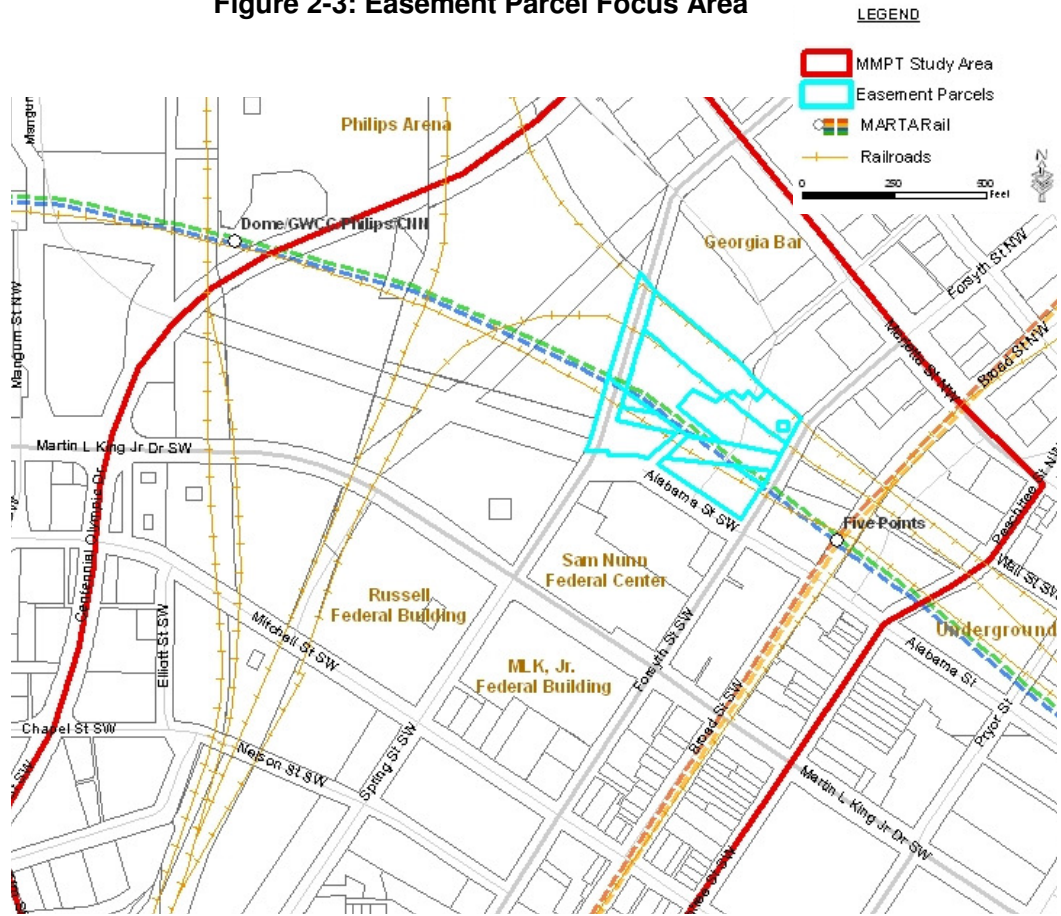 Figure 2-3: Easement Parcel Focus Area
LEGEND
MMPT Study Area
Easement Parcels
MARTA Rail
Railroads
0 250 500
Feet
N
Mangum
Philips Arena
Dome/GWCC/Philips/CNN
Georgia Bar
Forsyth St NW
Mangum St NW
Marietta St NW
Broad St NW
Martin L King Jr Dr SW
Alabama St SW
Peachtree St NW
Five Points
Centennial Olympic Dr
Sam Nunn
Federal Center
Wall St SW
Russell
Federal Building
Elliott St SW
Mitchell St SW
Underground
Alabama St
MLK, Jr.
Federal Building
Forsyth St SW
Broad St SW
Pryor St
Chapel St SW
Nelson St SW
Spring St SW
Martin L King Jr Dr SW
St SW